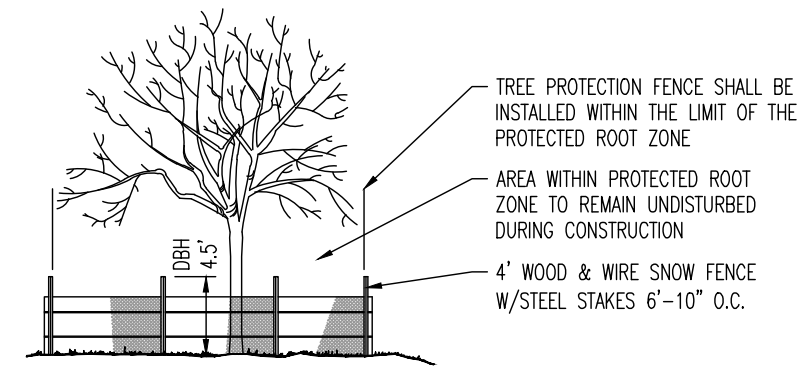 TREE PROTECTION FENCE SHALL BE
INSTALLED WITHIN THE LIMIT OF THE
PROTECTED ROOT ZONE
AREA WITHIN PROTECTED ROOT
ZONE TO REMAIN UNDISTURBED
DURING CONSTRUCTION
DBH
4.5'
4' WOOD & WIRE SNOW FENCE
W/STEEL STAKES 6'-10" O.C.